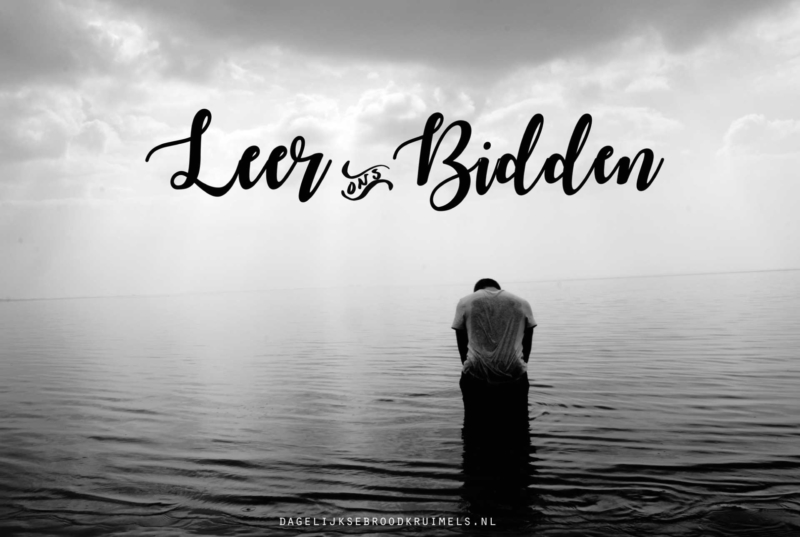 Leer ons Bidden
DAGELIJKSEBROODKRUIMELS.NL